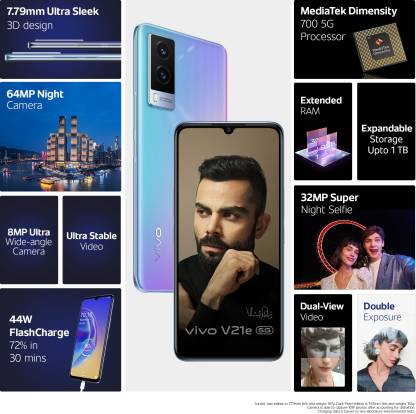 7.79mm Ultra Sleek
3D design
64MP Night
Camera
8MP Ultra
Wide-angle
Camera
Ultra Stable
Video
44W
FlashCharge
72% in
30 mins
vivo
vivo V21e 5G
MediaTek Dimensity
700 5G
Processor
Extended
RAM
Expandable
Storage
Upto 1 TB
32MP Super
Night Selfie
Dual-View
Video
Double
Exposure